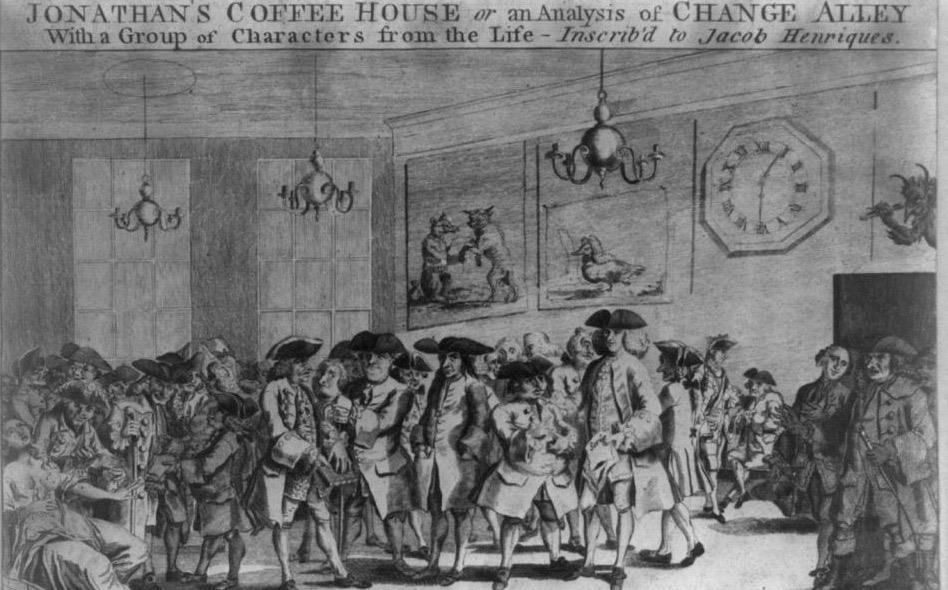 JONATHAN'S COFFEE HOUSE or an Analysis of CHANGE ALLEY
With a Group of Characters from the Life – Inscrib'd to Jacob Henriques.